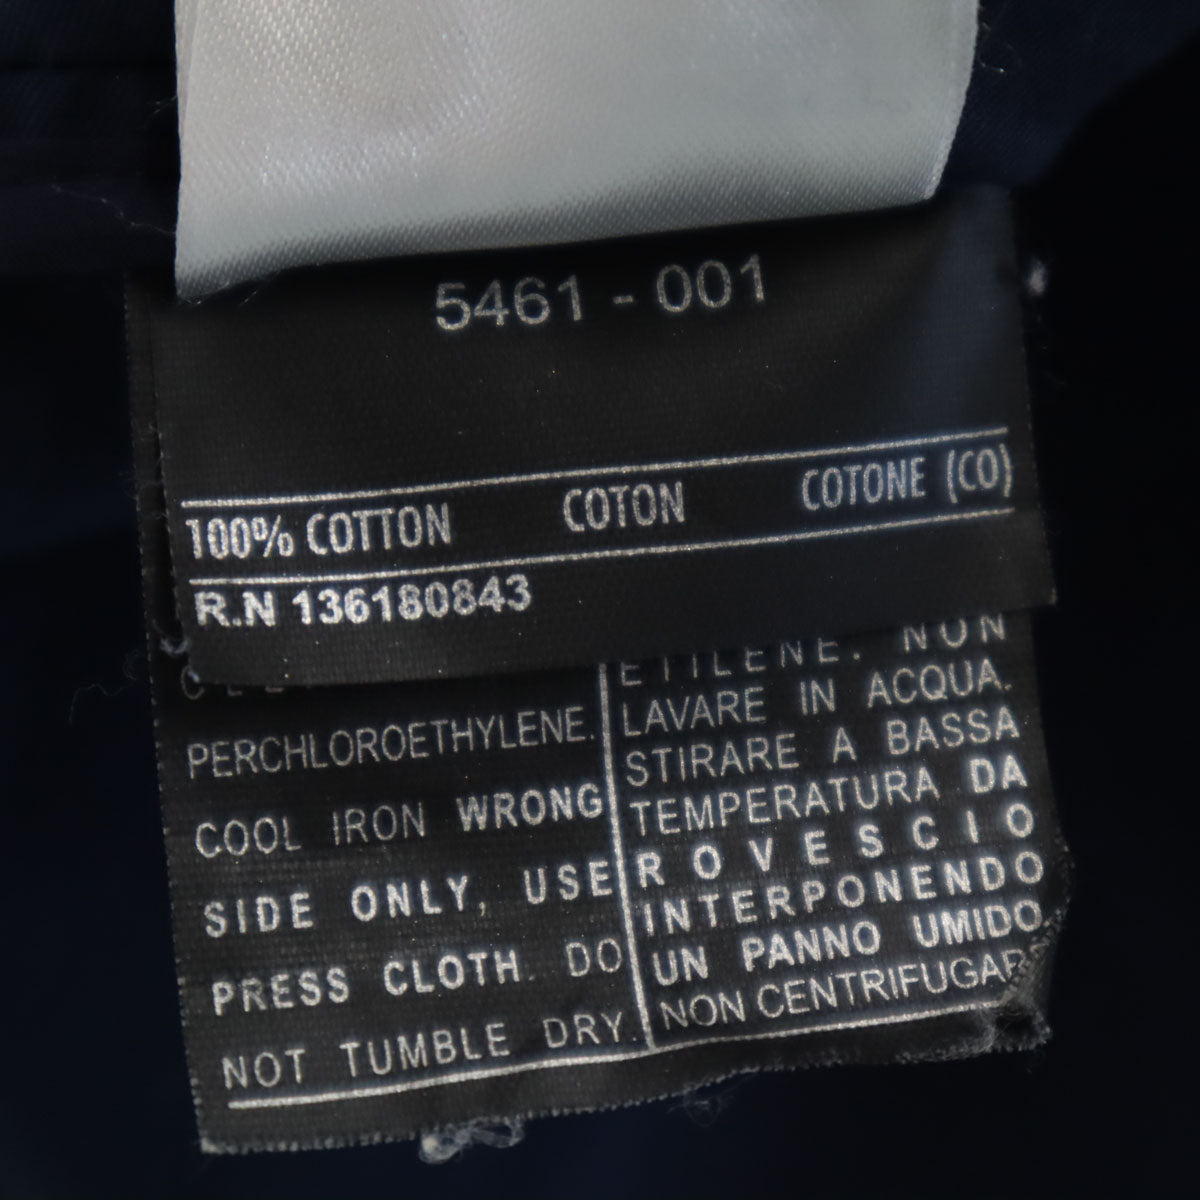 5461 - 001
100% COTTON COTON COTONE (CO)
R.N 136180843
PERCHLOROETHYLENE.
COOL IRON WRONG
SIDE ONLY, USE
PRESS CLOTH. DO
NOT TUMBLE DRY.
ETILENE. NON
LAVARE IN ACQUA.
STIRARE A BASSA
TEMPERATURA DA
ROVESCIO
INTERPONENDO
UN PANNO UMIDO
NON CENTRIFUGAR